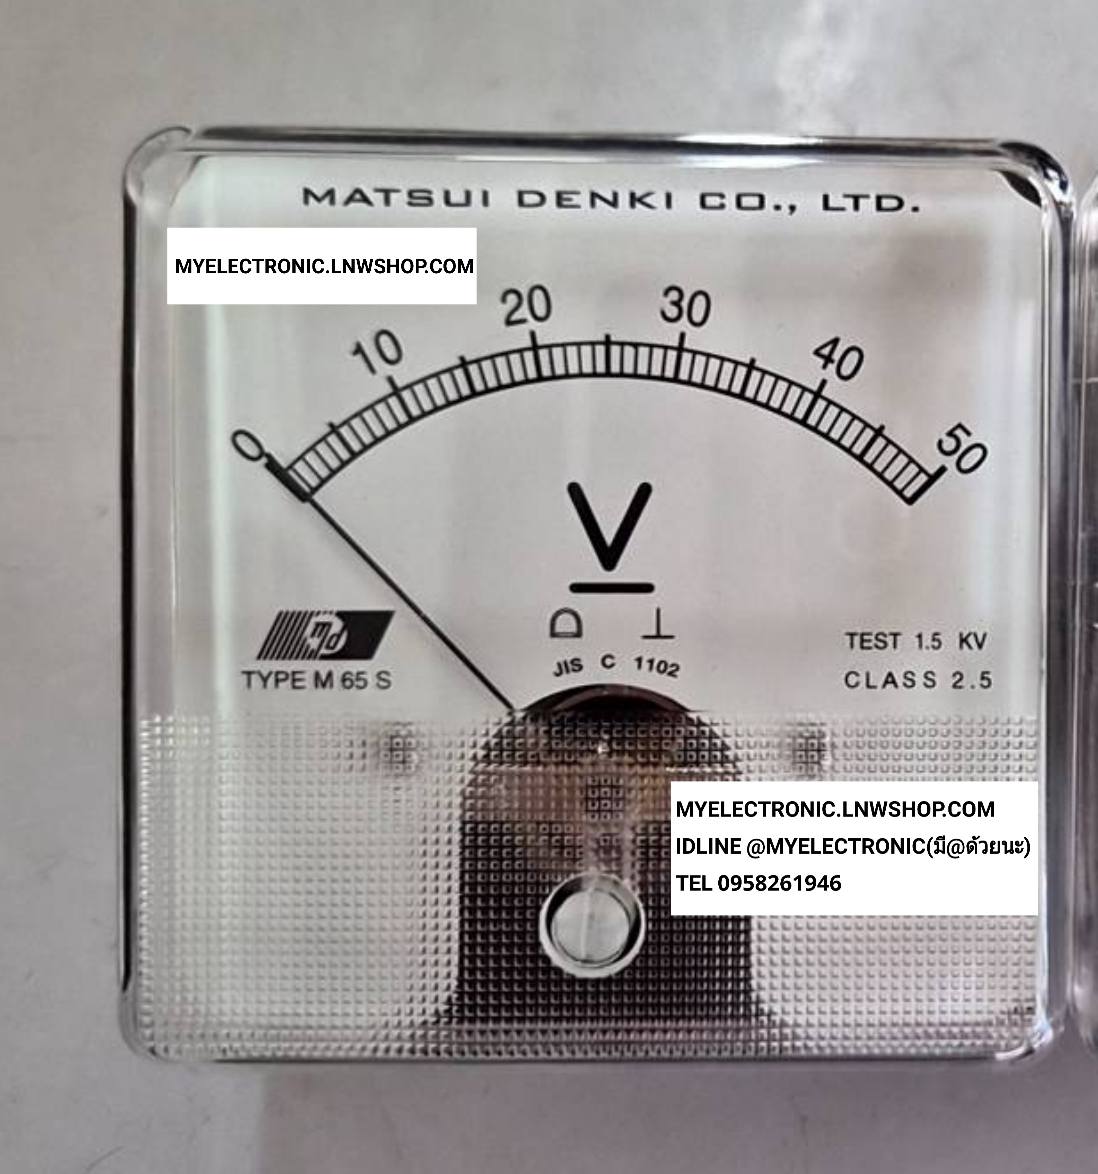 MATSUI DENKI CO., LTD.
MYELECTRONIC.LNWSHOP.COM
0 10 20 30 40 50
V
TEST 1.5 KV
JIS C 1102
TYPE M 65 S
CLASS 2.5
MYELECTRONIC.LNWSHOP.COM
IDLINE @MYELECTRONIC(มี@ด้วยนะ)
TEL 0958261946